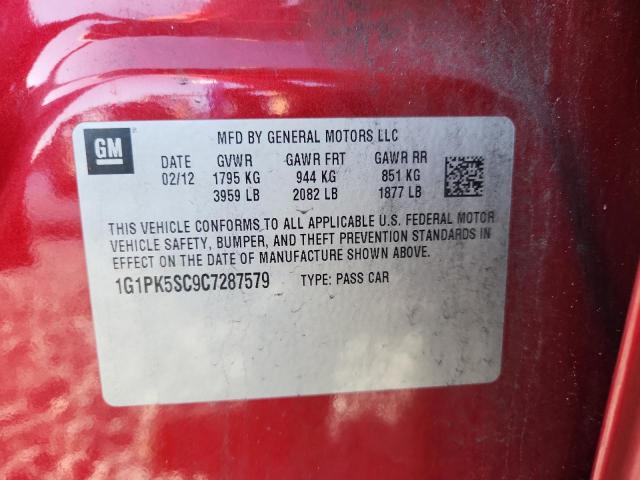 GM
MFD BY GENERAL MOTORS LLC
DATE GVWR GAWR FRT GAWR RR
02/12 1795 KG 944 KG 851 KG
3959 LB 2082 LB 1877 LB
THIS VEHICLE CONFORMS TO ALL APPLICABLE U.S. FEDERAL MOTOR
VEHICLE SAFETY, BUMPER, AND THEFT PREVENTION STANDARDS IN
EFFECT ON THE DATE OF MANUFACTURE SHOWN ABOVE.
1G1PK5SC9C7287579 TYPE: PASS CAR